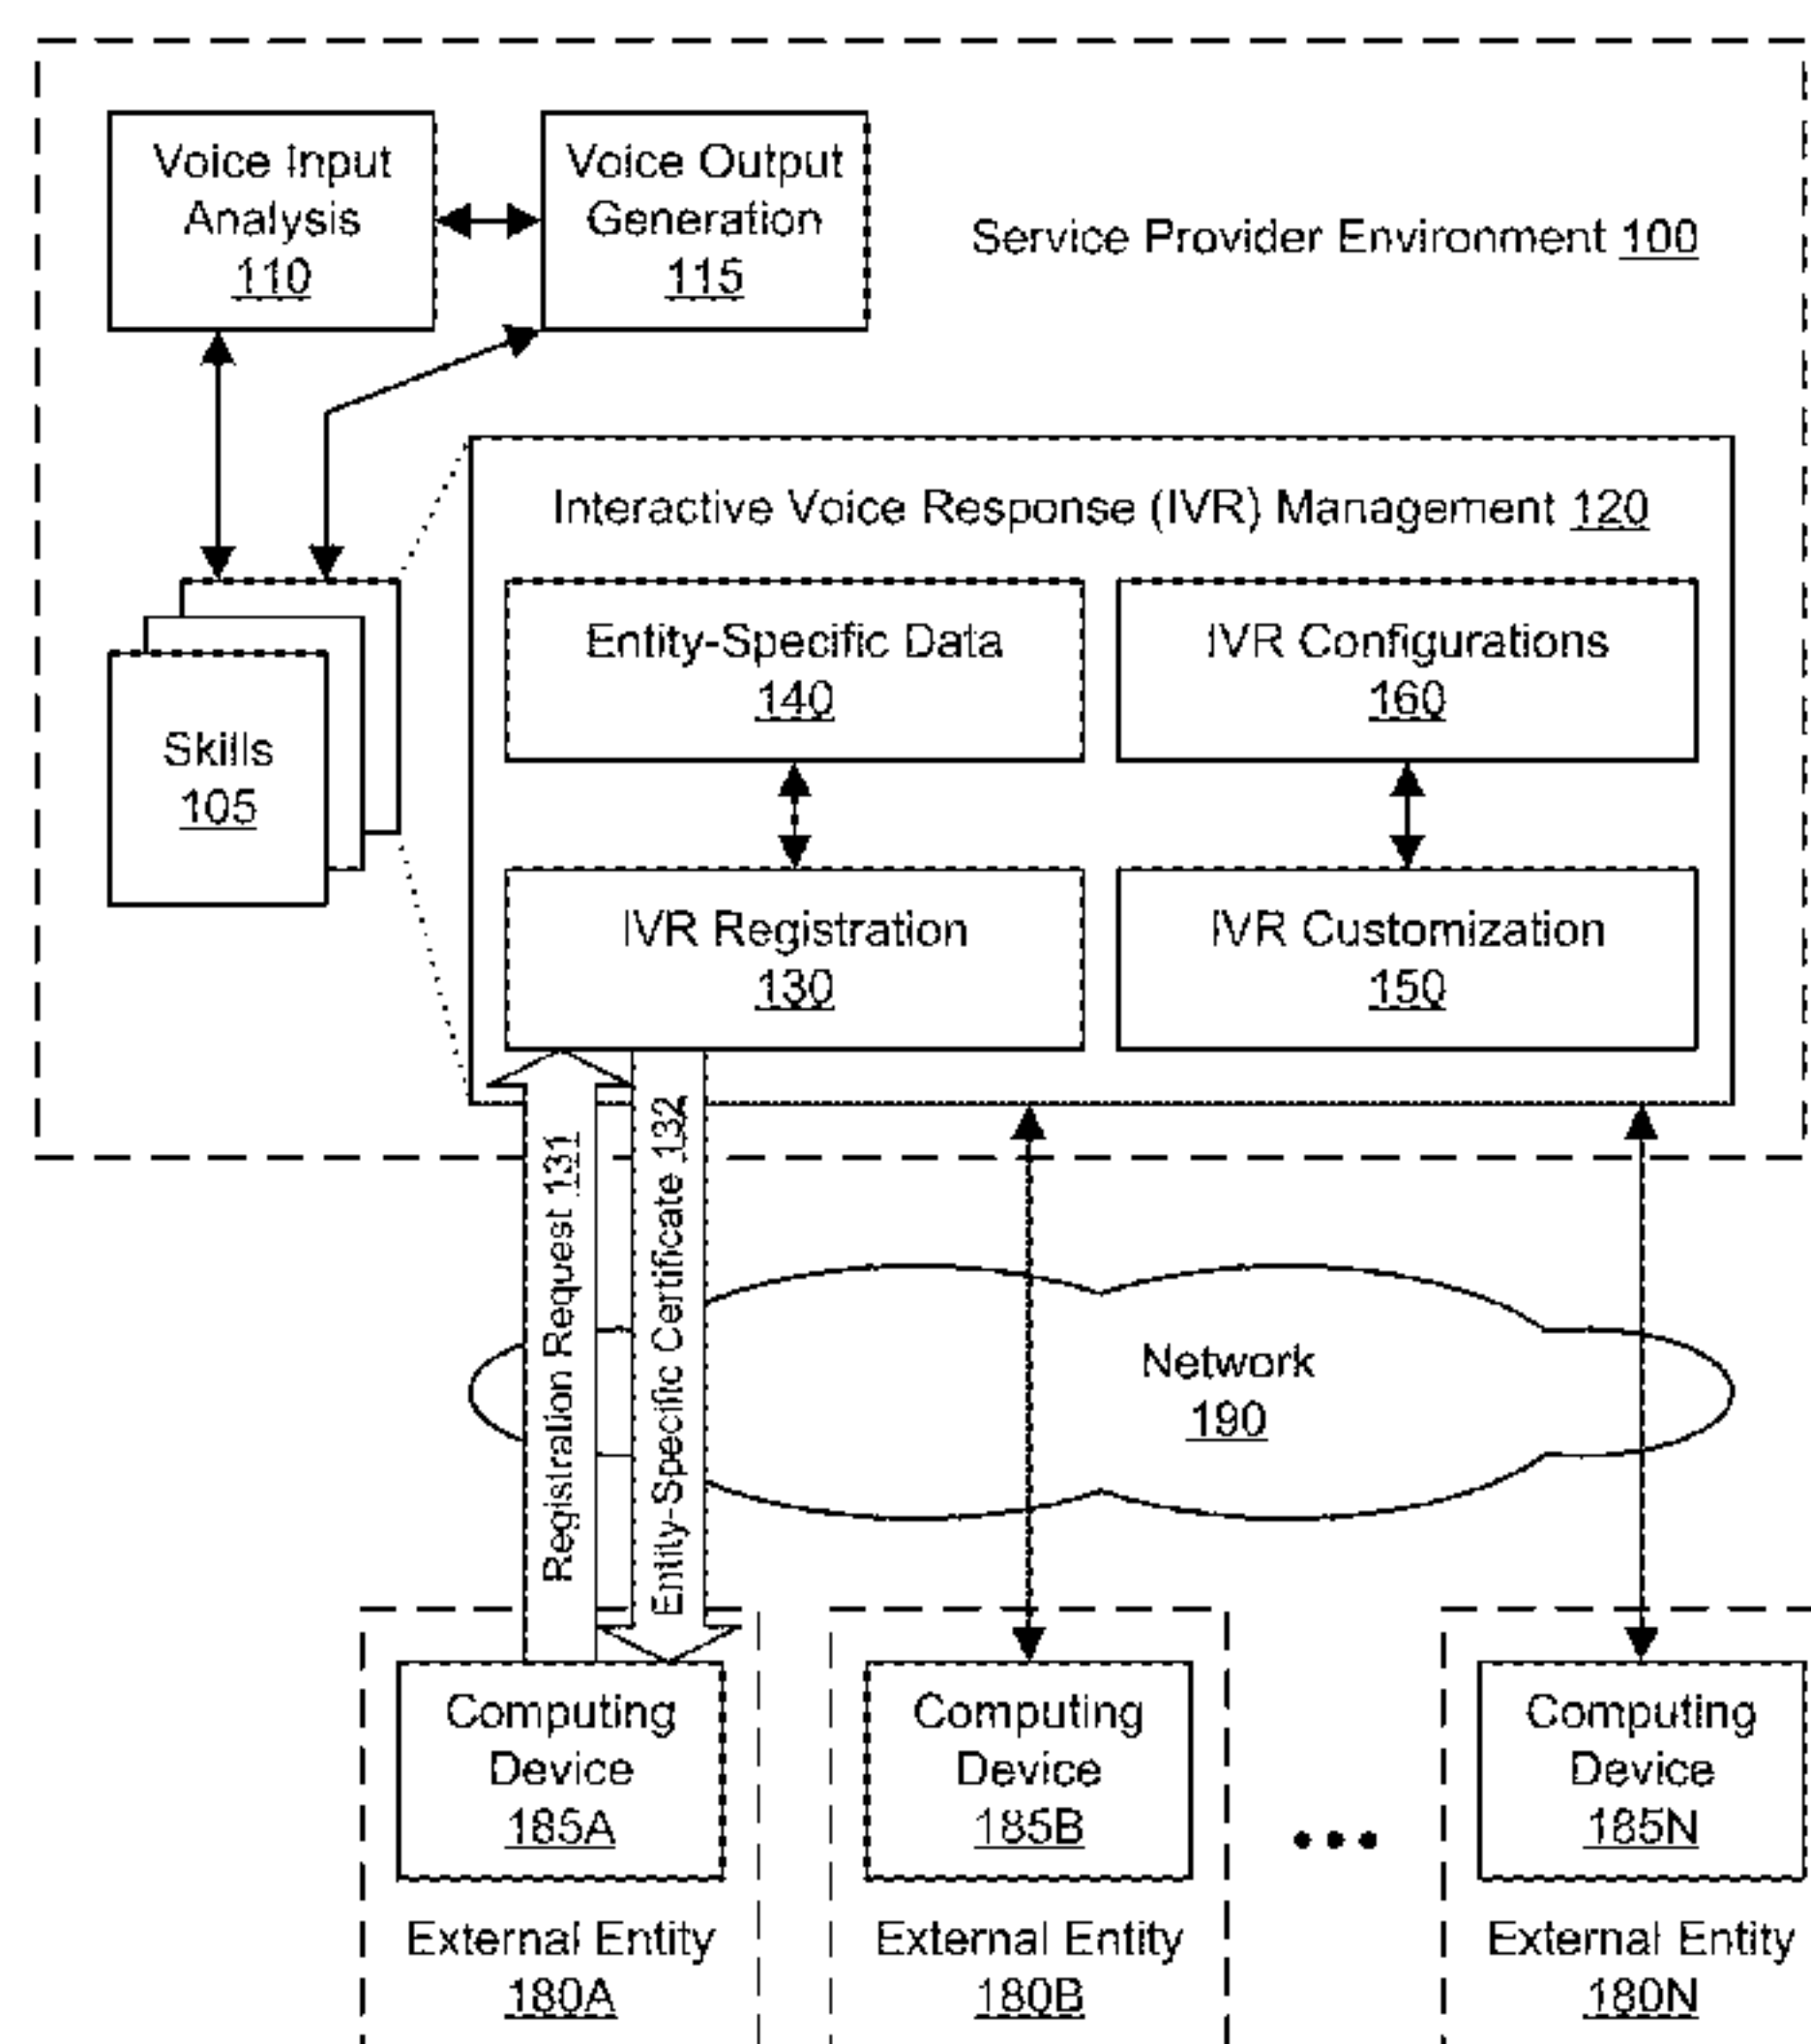 Voice Input
Analysis
110
Voice Output
Generation
115
Service Provider Environment 100
Interactive Voice Response (IVR) Management 120
Entity-Specific Data
140
IVR Configurations
160
Skills
105
IVR Registration
130
IVR Customization
150
Registration Request 131
Entity-Specific Certificate 132
Network
190
Computing
Device
185A
Computing
Device
185B
Computing
Device
185N
External Entity
180A
External Entity
180B
External Entity
180N